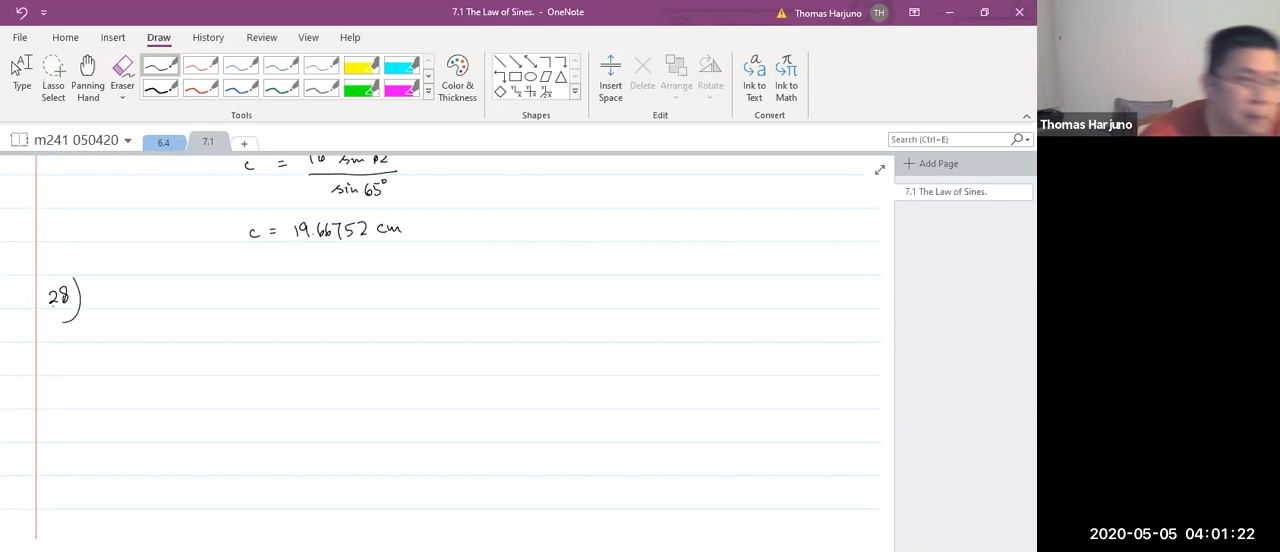 7.1 The Law of Sines. - OneNote
Thomas Harjuno TH
File Home Insert Draw History Review View Help
Type Lasso Select Panning Hand Eraser
Color & Thickness
Insert Space Delete Arrange Rotate
Ink to Text Ink to Math
Tools Shapes Edit Convert
m241 050420 6.4 7.1
Search (Ctrl+E)
Add Page
7.1 The Law of Sines.
c = sin
sin 65°
c = 19.66752 cm
28)
Thomas Harjuno
2020-05-05 04:01:22